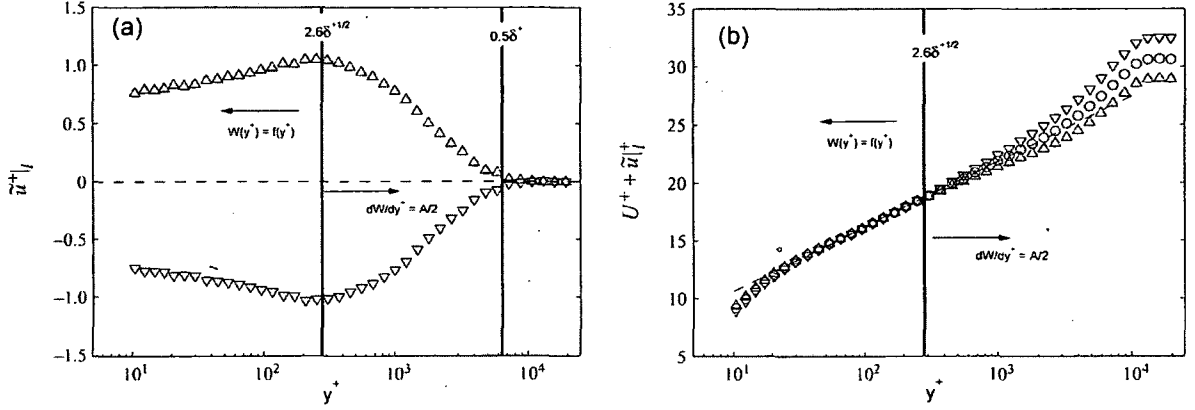 (a)
2.6δ⁺¹ᐟ²
0.5δ⁺
1.0
0.5
0
−0.5
−1.0
−1.5
W(y⁺) = f(y⁺)
dW/dy⁺ = A/2
ũ⁺|ₗ
10¹ 10² 10³ 10⁴
y⁺
(b)
2.6δ⁺¹ᐟ²
35
30
25
20
15
10
5
W(y⁺) = f(y⁺)
dW/dy⁺ = A/2
U⁺ + ũ|ₗ⁺
10¹ 10² 10³ 10⁴
y⁺